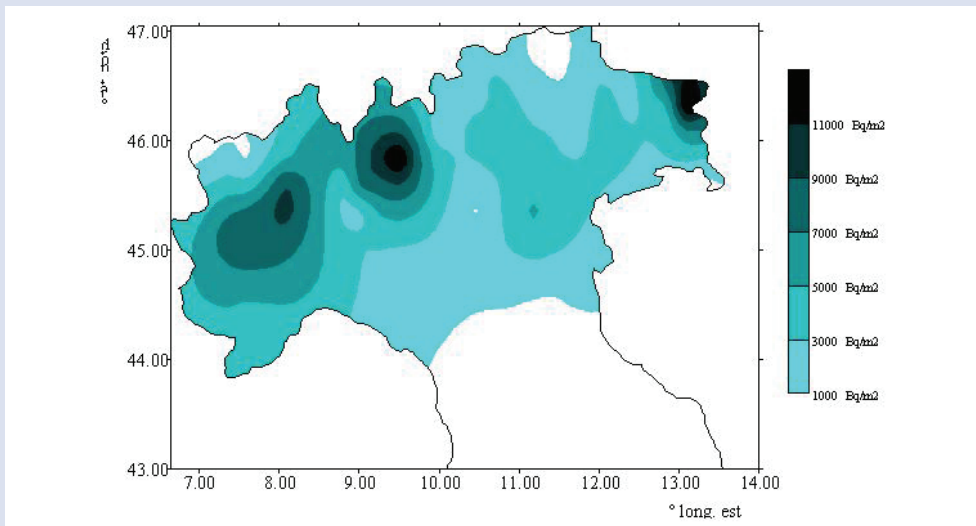 47.00
46.00
45.00
44.00
43.00
7.00 8.00 9.00 10.00 11.00 12.00 13.00 14.00
° long. est
11000 Bq/m2
9000 Bq/m2
7000 Bq/m2
5000 Bq/m2
3000 Bq/m2
1000 Bq/m2